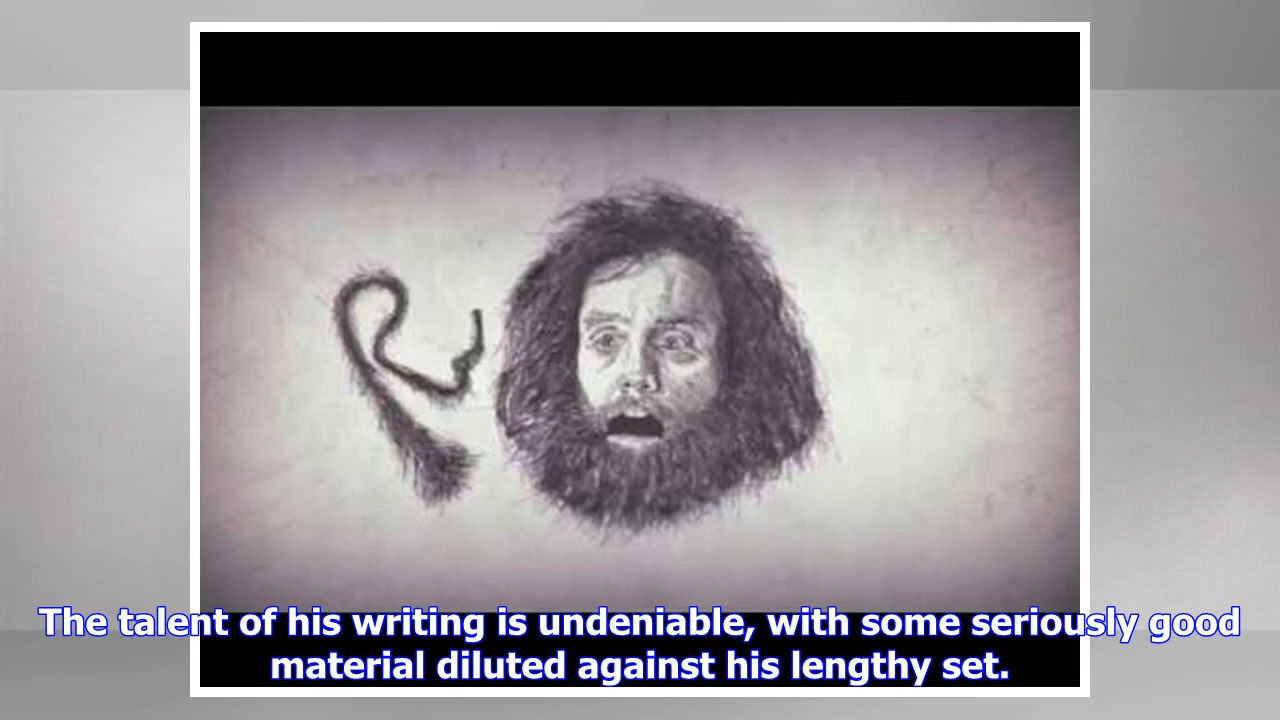 The talent of his writing is undeniable, with some seriously good
material diluted against his lengthy set.